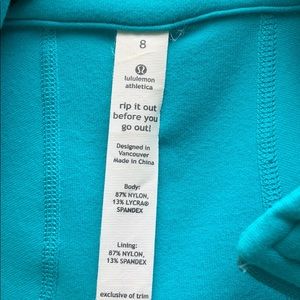 8
lululemon
athletica
rip it out
before you
go out!
Designed in
Vancouver
Made in China
Body:
87% NYLON,
13% LYCRA®
SPANDEX
Lining:
87% NYLON,
13% SPANDEX
exclusive of trim